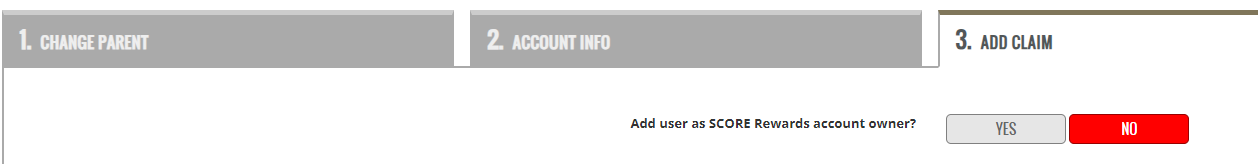 1. CHANGE PARENT
2. ACCOUNT INFO
3. ADD CLAIM
Add user as SCORE Rewards account owner? YES NO